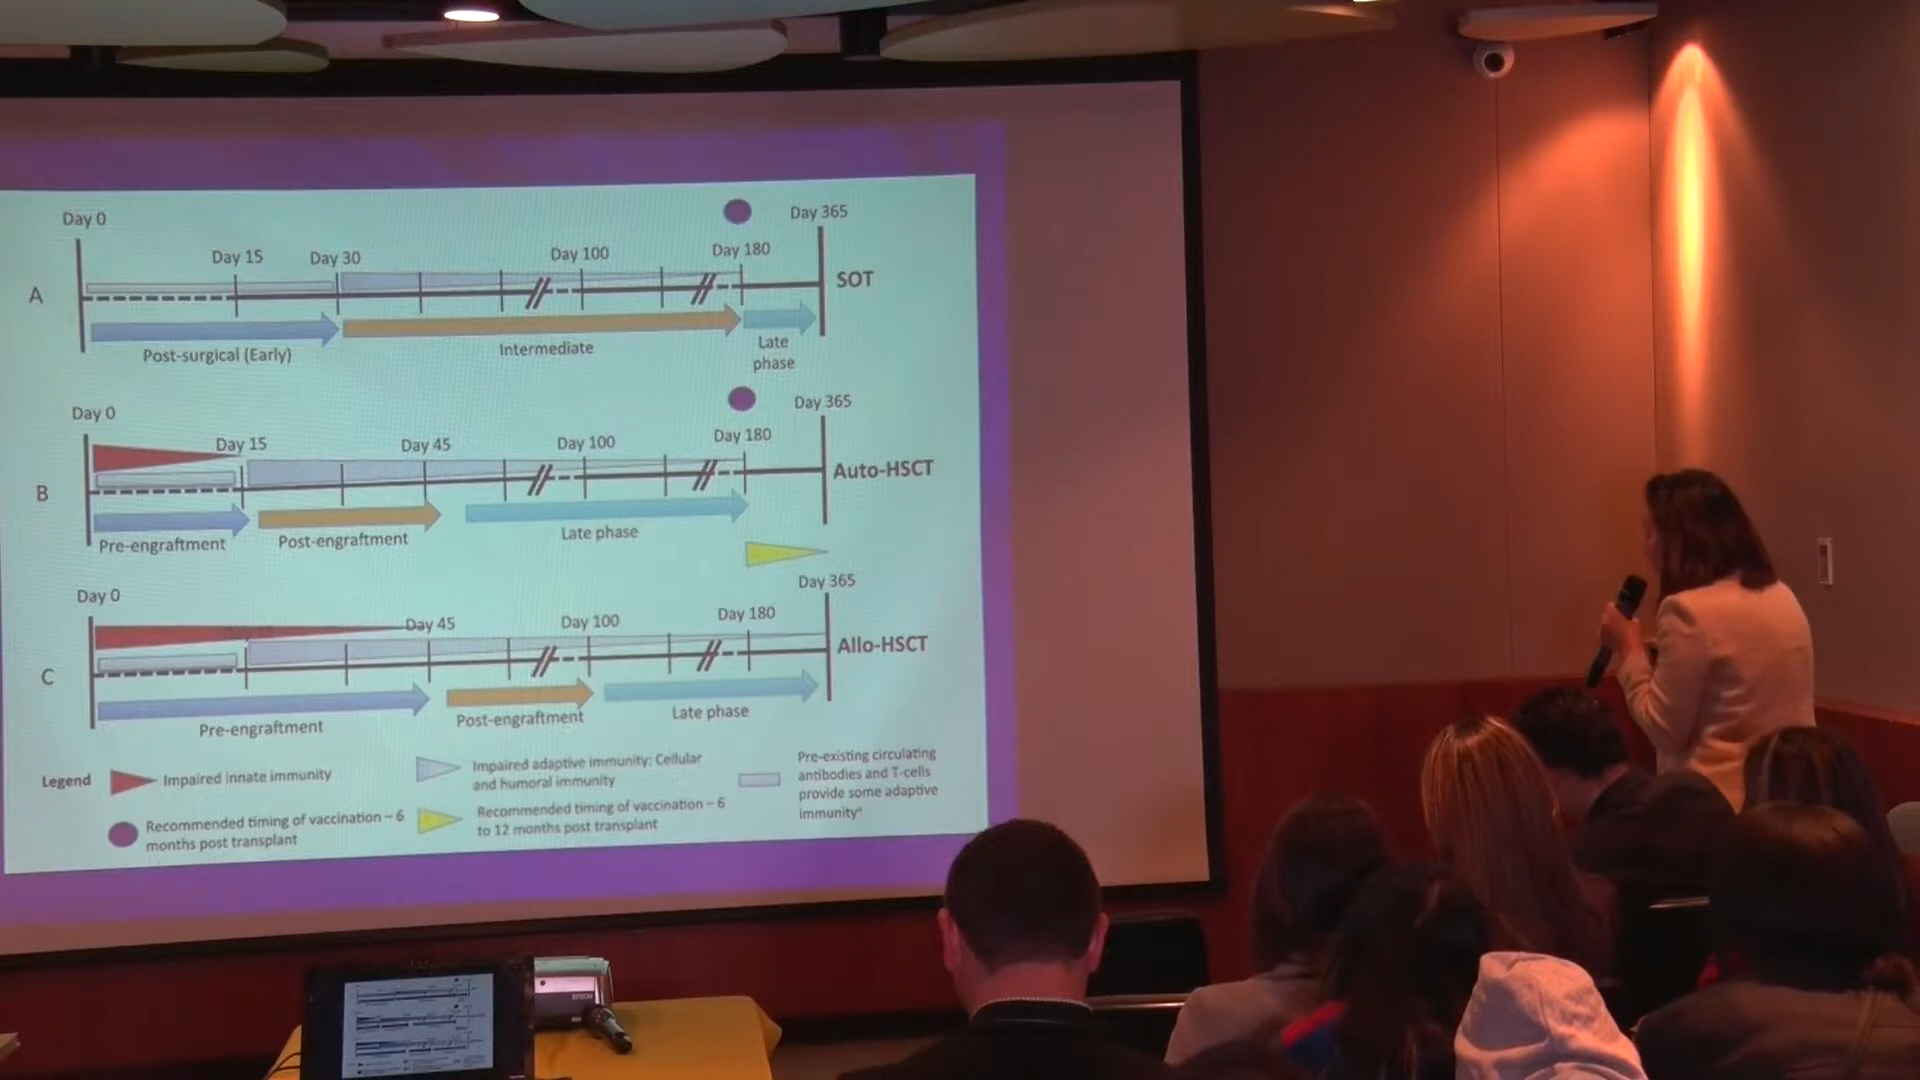 Day 0
Day 15
Day 30
Day 100
Day 180
Day 365
A
SOT
Post-surgical (Early)
Intermediate
Late
phase
Day 0
Day 15
Day 45
Day 100
Day 180
Day 365
B
Auto-HSCT
Pre-engraftment
Post-engraftment
Late phase
Day 0
Day 45
Day 100
Day 180
Day 365
C
Allo-HSCT
Pre-engraftment
Post-engraftment
Late phase
Legend
Impaired innate immunity
Impaired adaptive immunity: Cellular
and humoral immunity
Pre-existing circulating
antibodies and T-cells
provide some adaptive
immunity*
Recommended timing of vaccination – 6
months post transplant
Recommended timing of vaccination – 6
to 12 months post transplant
EPSON